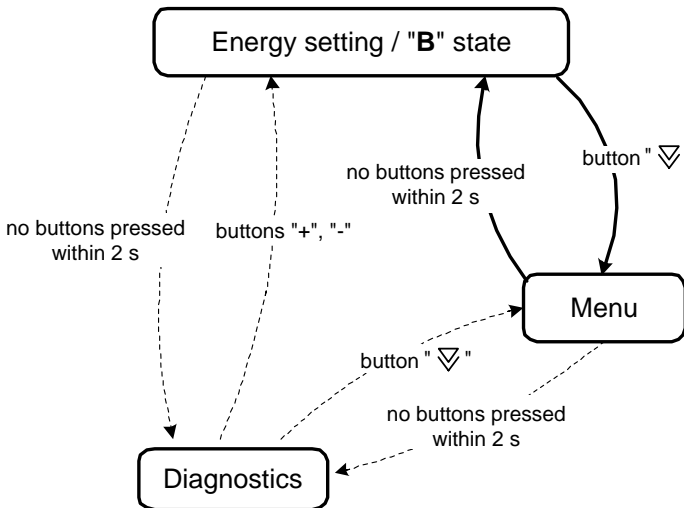 Energy setting / "B" state
button " ⩔
no buttons pressed
within 2 s
no buttons pressed
within 2 s
buttons "+", "-"
Menu
button " ⩔ "
no buttons pressed
within 2 s
Diagnostics